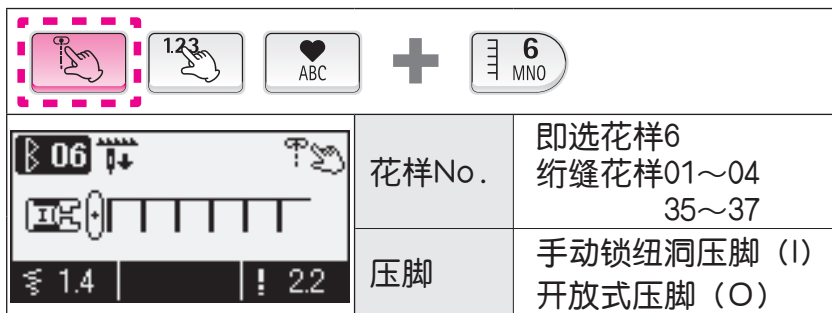 123
ABC
6
MNO
06
I
1.4
! 2.2
花样No.
即选花样6
绗缝花样01～04
35～37
压脚
手动锁纽洞压脚（I）
开放式压脚（O）